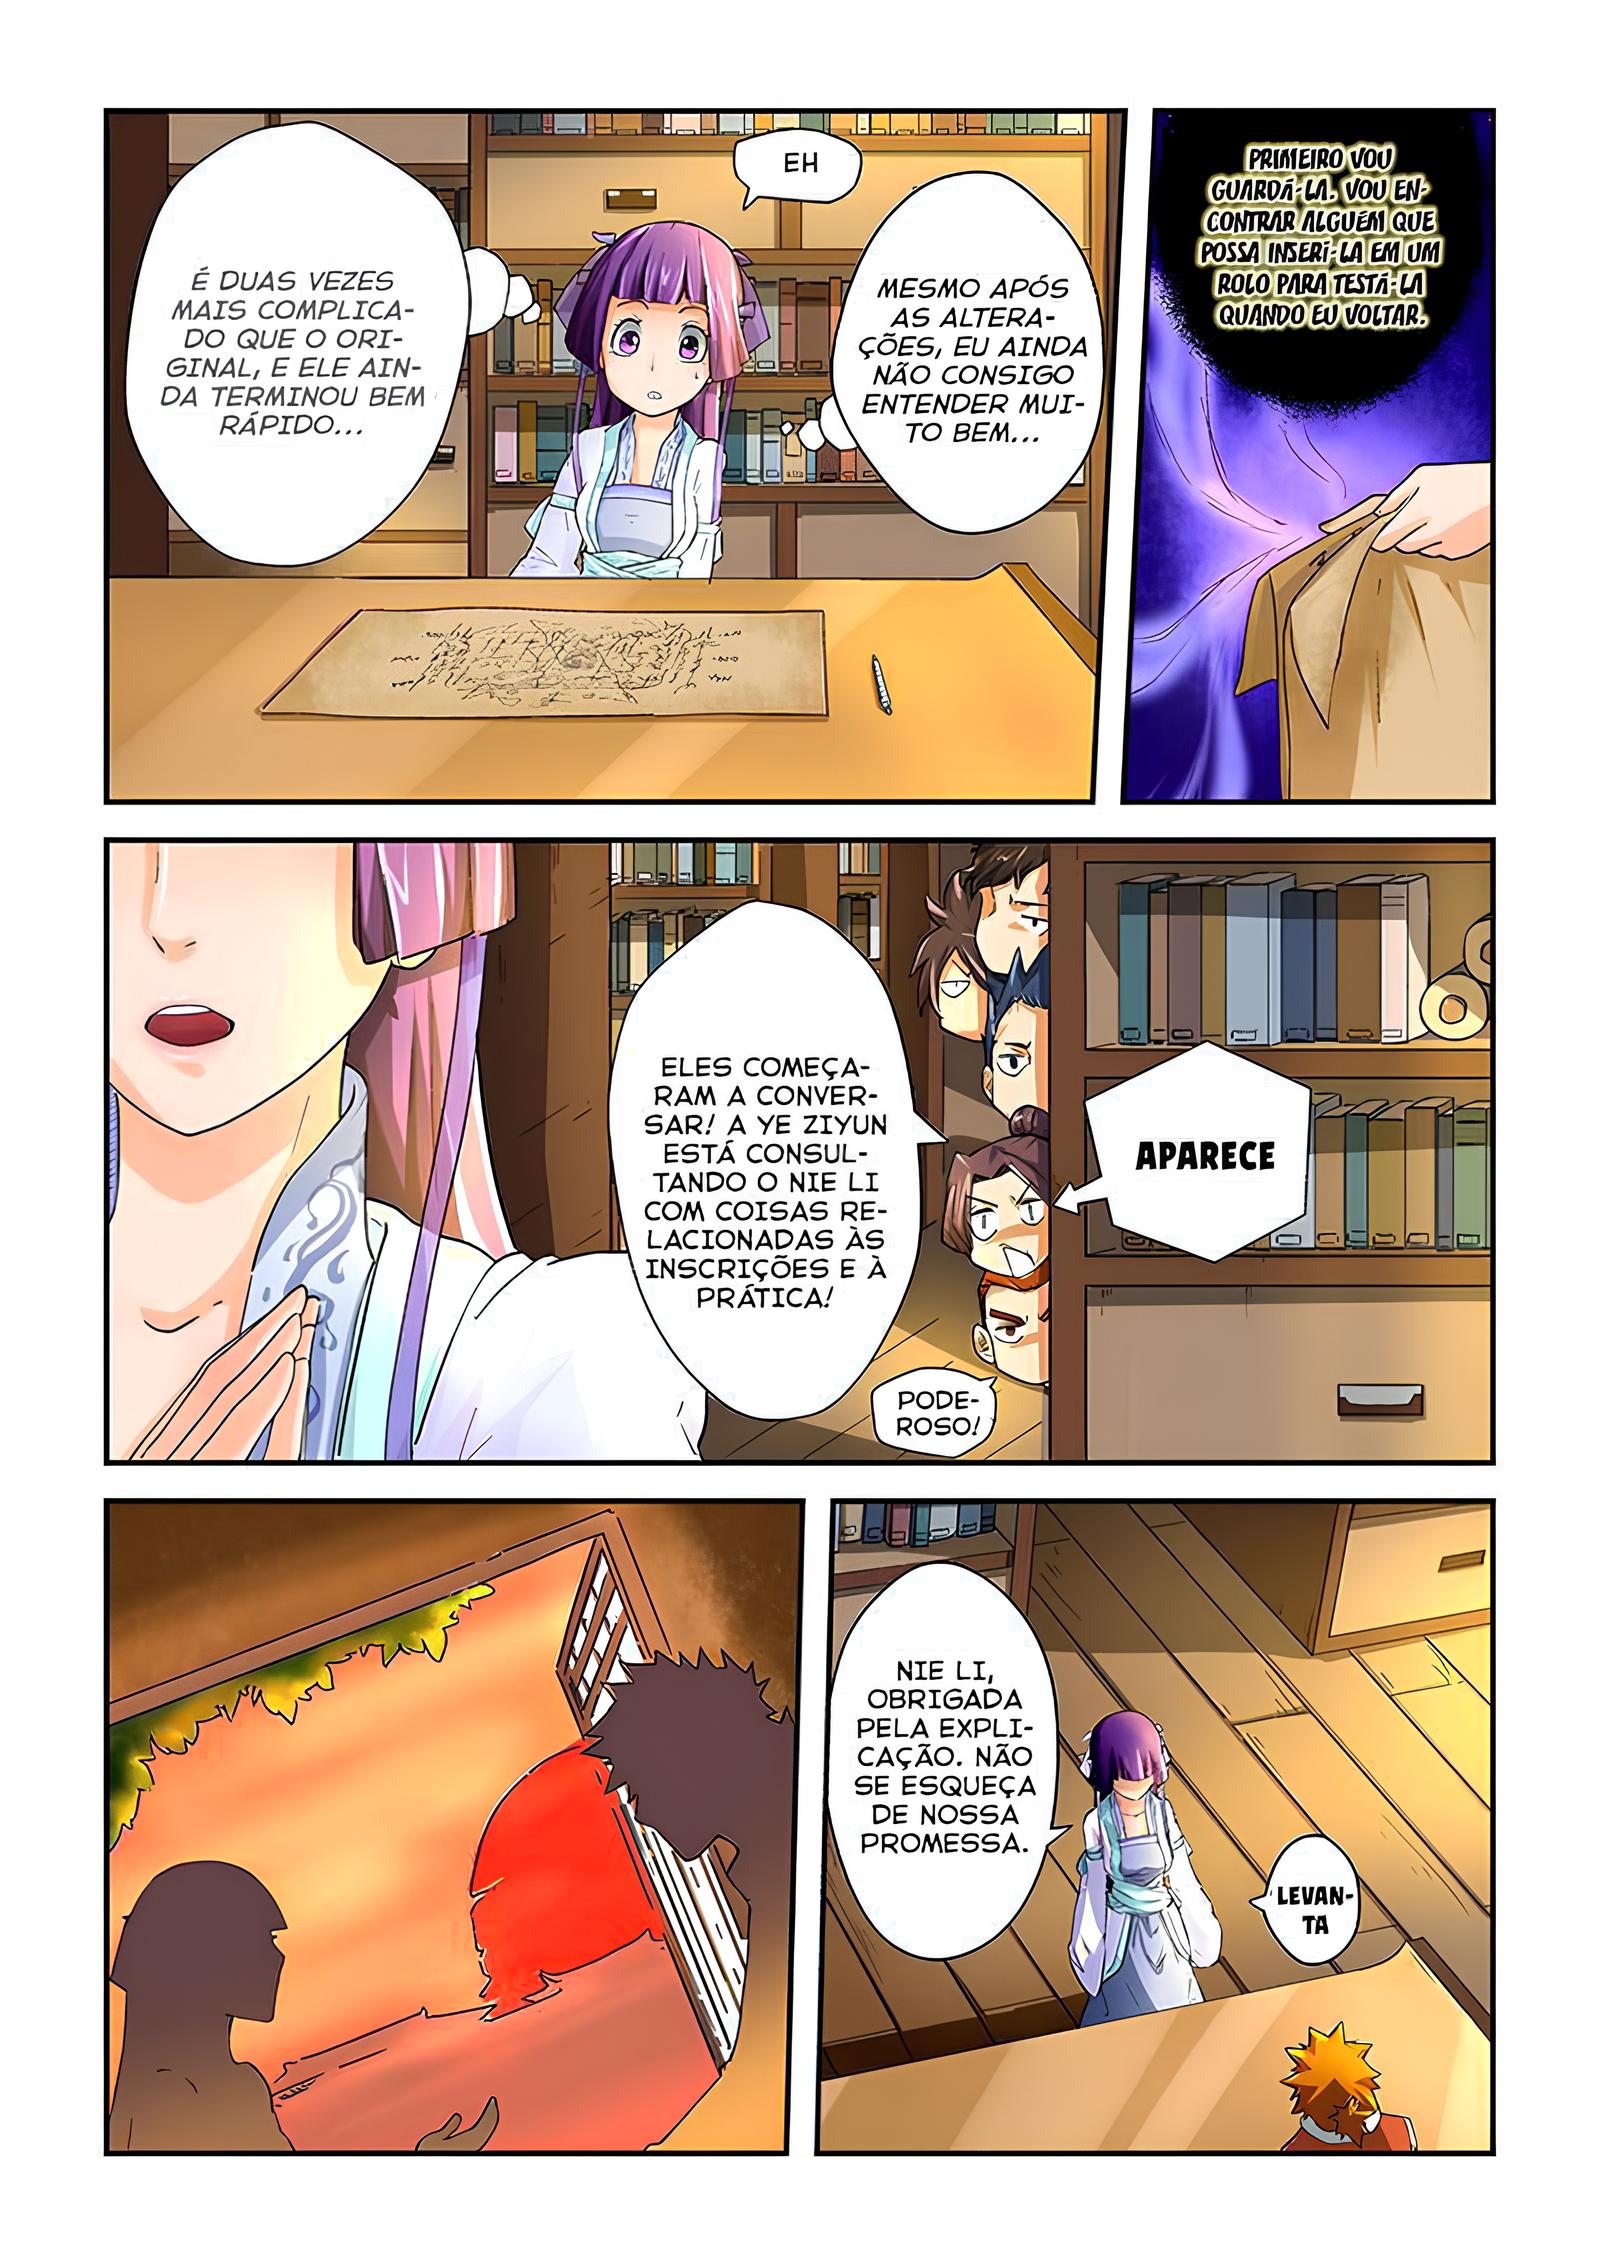 É DUAS VEZES
MAIS COMPLICA-
DO QUE O ORI-
GINAL, E ELE AIN-
DA TERMINOU BEM
RÁPIDO...
EH
MESMO APÓS
AS ALTERA-
ÇÕES, EU AINDA
NÃO CONSIGO
ENTENDER MUI-
TO BEM...
PRIMEIRO VOU
GUARDÁ-LA. VOU EN-
CONTRAR ALGUÉM QUE
POSSA INSERI-LA EM UM
ROLO PARA TESTÁ-LA
QUANDO EU VOLTAR.
ELES COMEÇA-
RAM A CONVER-
SAR! A YE ZIYUN
ESTÁ CONSUL-
TANDO O NIE LI
COM COISAS RE-
LACIONADAS ÀS
INSCRIÇÕES E À
PRÁTICA!
APARECE
PODE-
ROSO!
NIE LI,
OBRIGADA
PELA EXPLI-
CAÇÃO. NÃO
SE ESQUEÇA
DE NOSSA
PROMESSA.
LEVAN-
TA